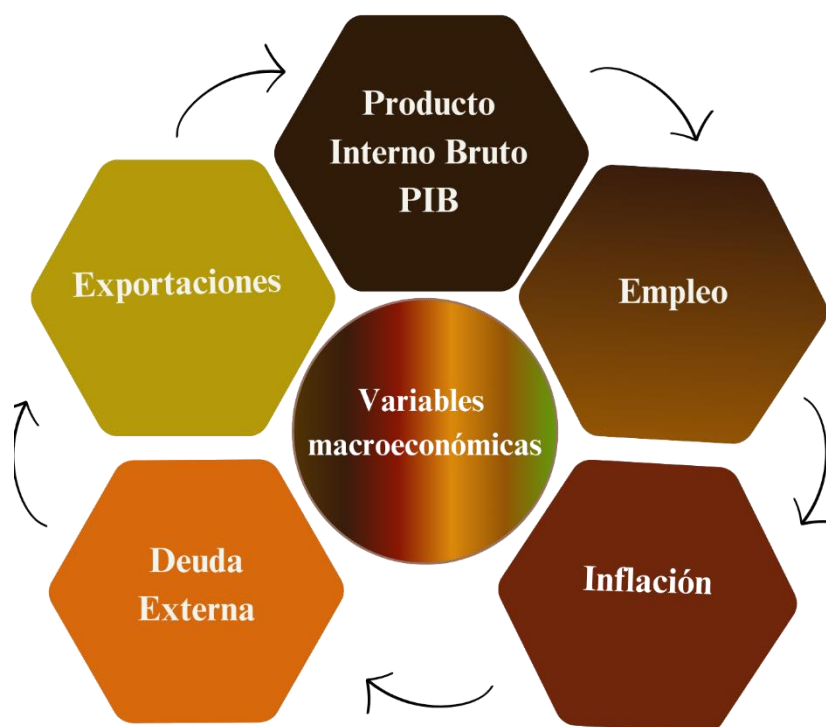 Producto
Interno Bruto
PIB
Empleo
Inflación
Deuda
Externa
Exportaciones
Variables
macroeconómicas